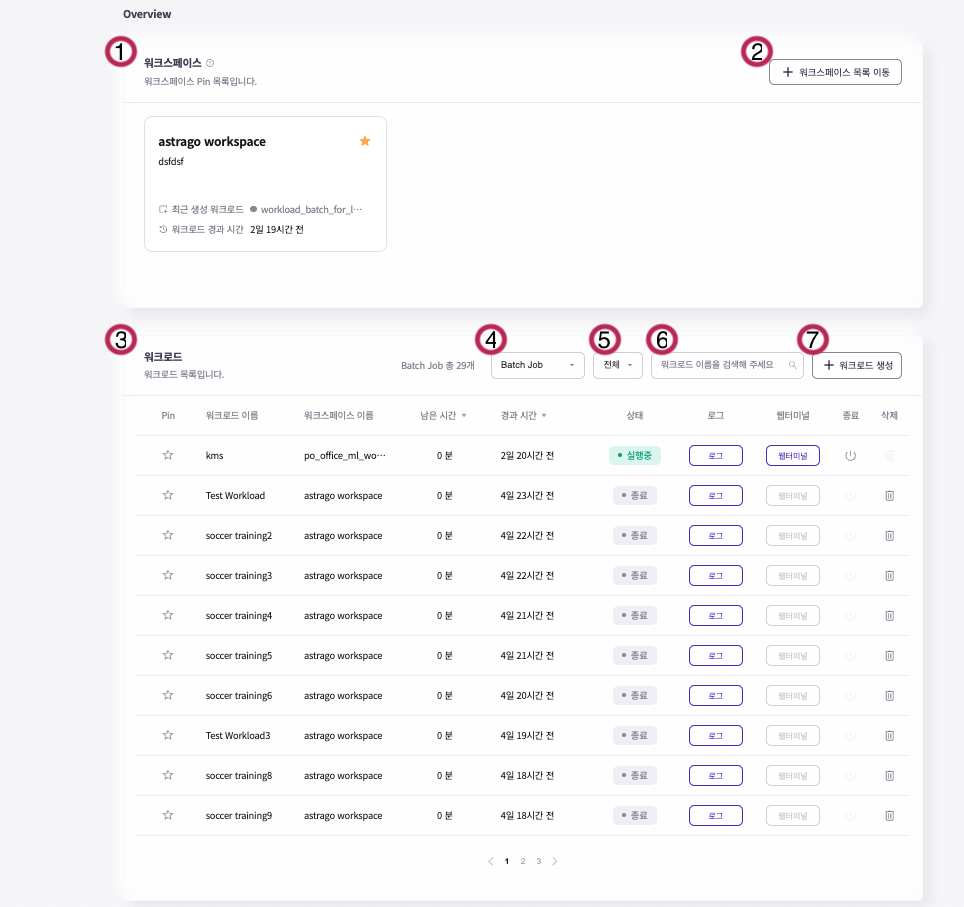 Overview
① 워크스페이스 ②
+ 워크스페이스 목록 이동
워크스페이스 Pin 목록입니다.
astrago workspace
dsfdsf
최근 생성 워크로드 workload_batch_for_l⋯
워크로드 경과 시간 2일 19시간 전
③ ④ ⑤ ⑥ ⑦
워크로드
워크로드 목록입니다.
Batch Job 총 29개 Batch Job 전체 워크로드 이름을 검색해 주세요 + 워크로드 생성
Pin 워크로드 이름 워크스페이스 이름 남은 시간 경과 시간 상태 로그 웹터미널 종료 삭제
kms po_office_ml_wo⋯ 0 분 2일 20시간 전 실행중 로그 웹터미널
Test Workload astrago workspace 0 분 4일 23시간 전 종료 로그 웹터미널
soccer training2 astrago workspace 0 분 4일 22시간 전 종료 로그 웹터미널
soccer training3 astrago workspace 0 분 4일 22시간 전 종료 로그 웹터미널
soccer training4 astrago workspace 0 분 4일 21시간 전 종료 로그 웹터미널
soccer training5 astrago workspace 0 분 4일 21시간 전 종료 로그 웹터미널
soccer training6 astrago workspace 0 분 4일 20시간 전 종료 로그 웹터미널
Test Workload3 astrago workspace 0 분 4일 19시간 전 종료 로그 웹터미널
soccer training8 astrago workspace 0 분 4일 18시간 전 종료 로그 웹터미널
soccer training9 astrago workspace 0 분 4일 18시간 전 종료 로그 웹터미널
1 2 3